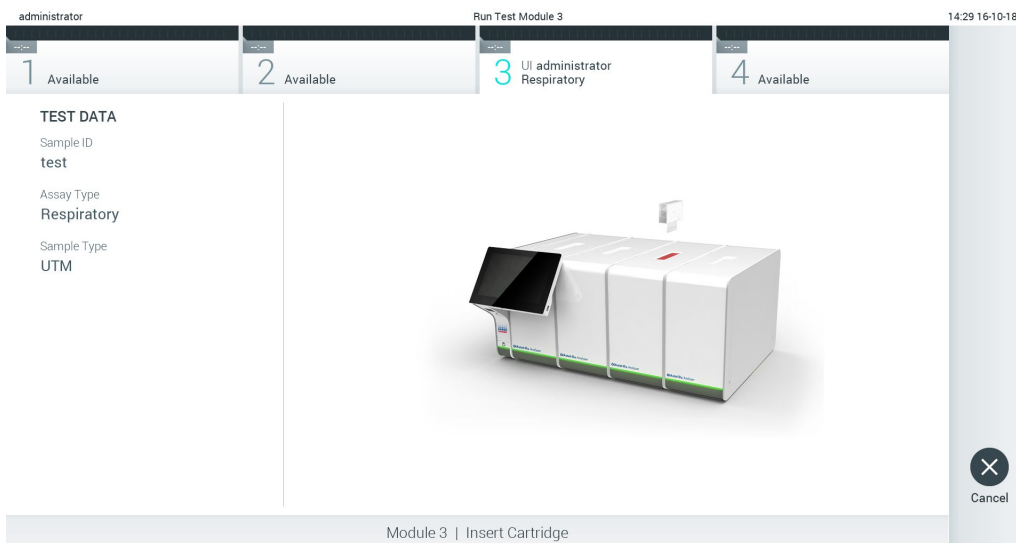 administrator
Run Test Module 3
14:29 16-10-18
--:--
--:--
--:--
--:--
1 Available
2 Available
3 UI administrator
Respiratory
4 Available
TEST DATA
Sample ID
test
Assay Type
Respiratory
Sample Type
UTM
Cancel
Module 3 | Insert Cartridge